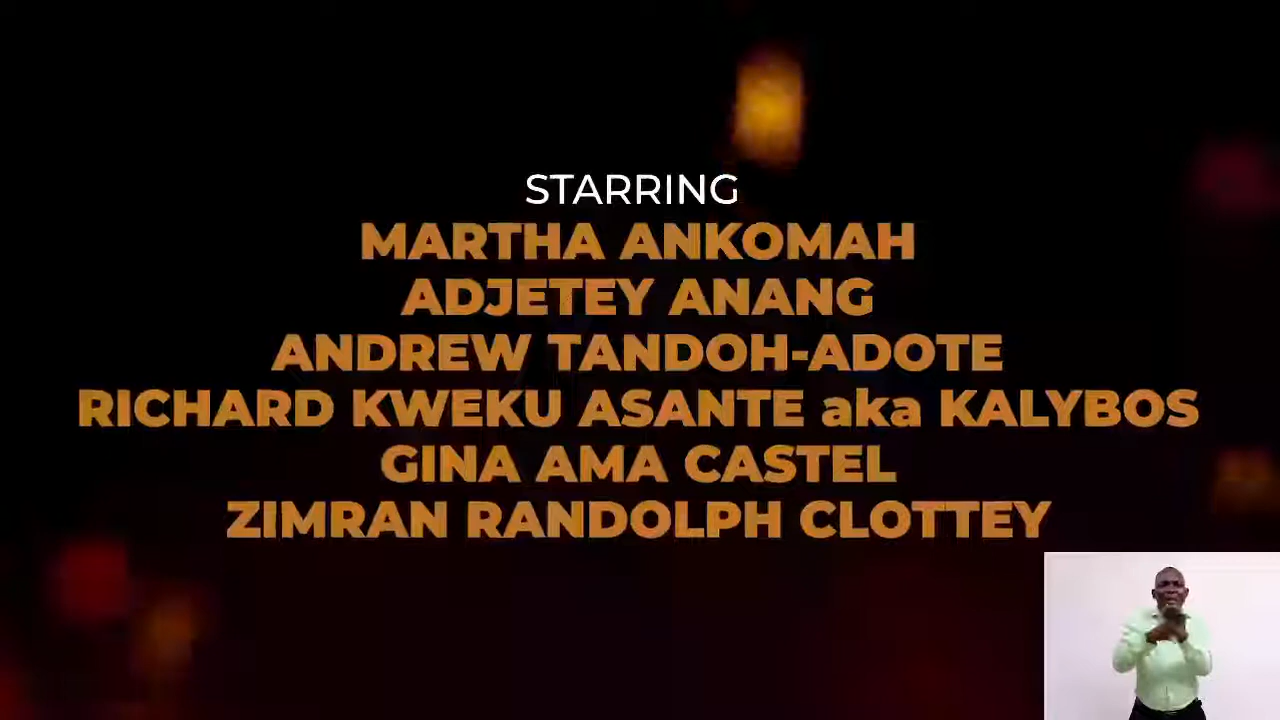 STARRING
MARTHA ANKOMAH
ADJETEY ANANG
ANDREW TANDOH-ADOTE
RICHARD KWEKU ASANTE aka KALYBOS
GINA AMA CASTEL
ZIMRAN RANDOLPH CLOTTEY